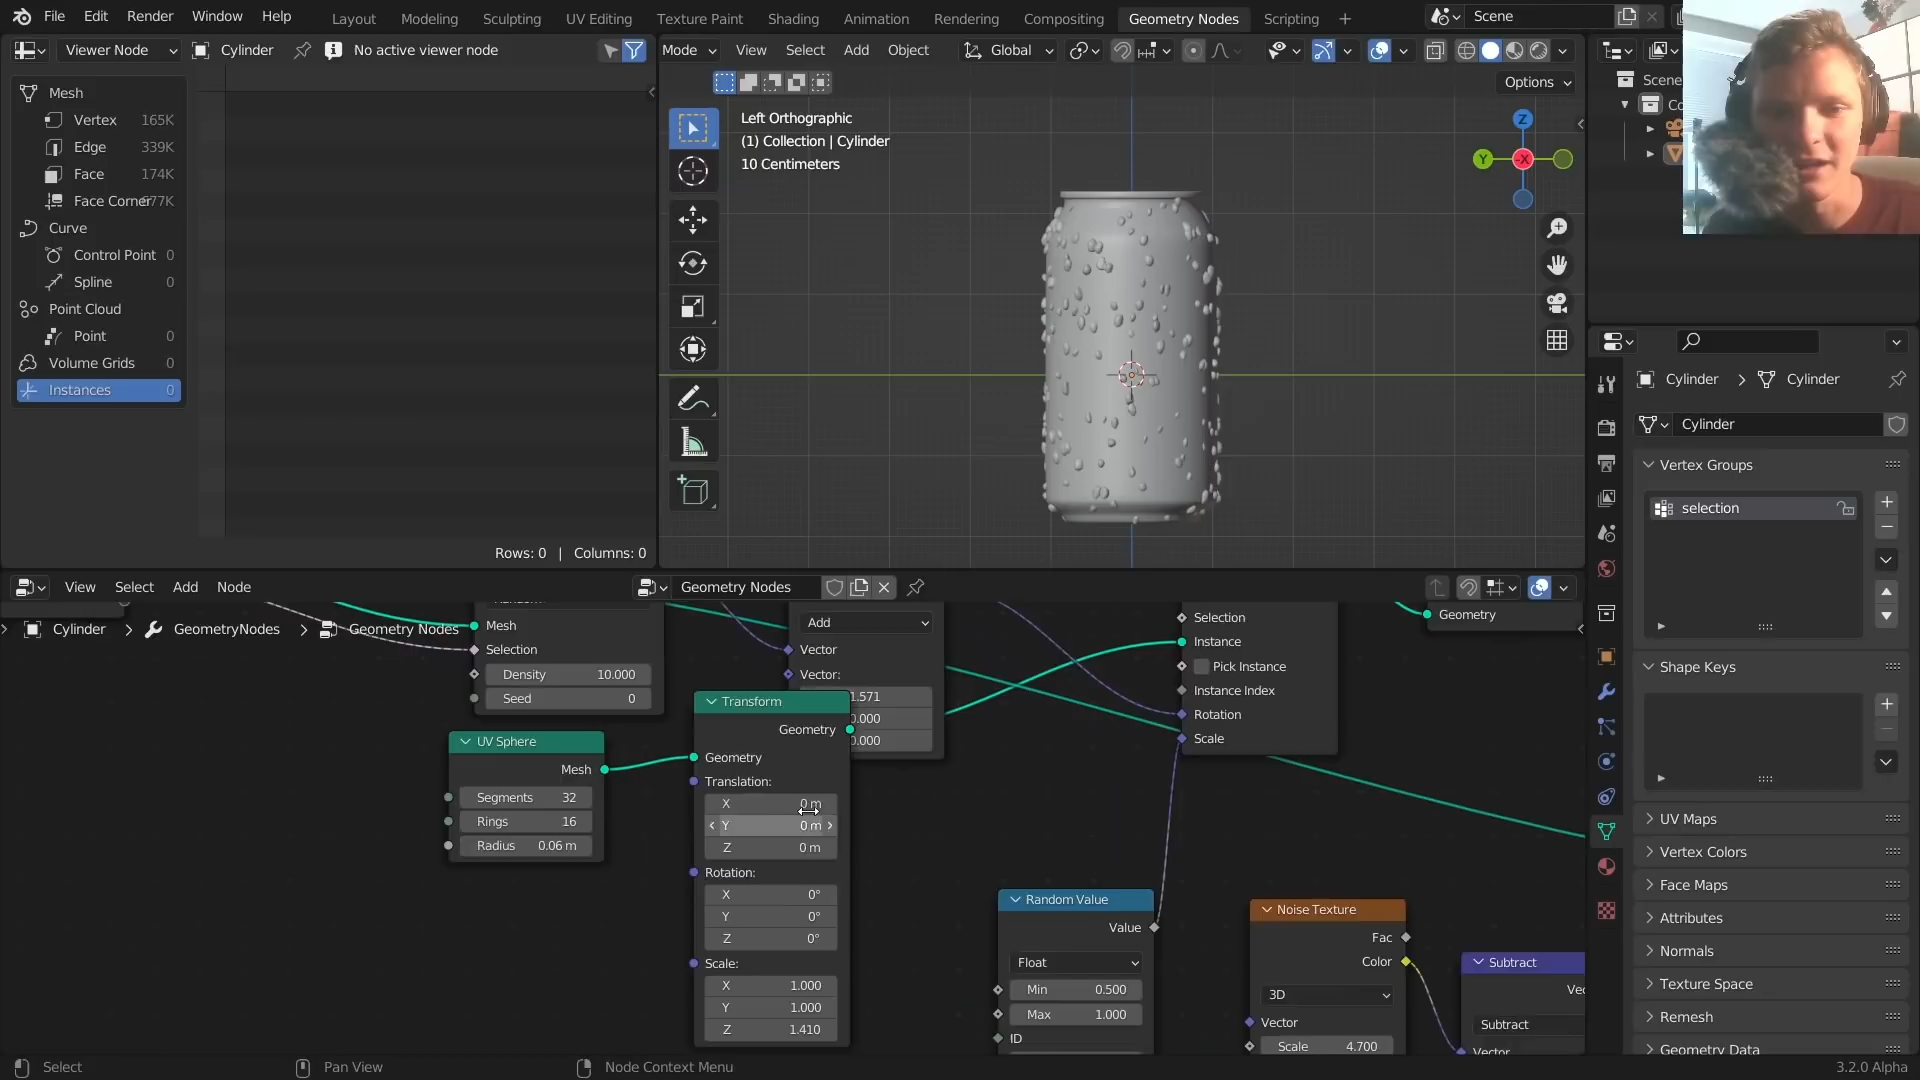 File Edit Render Window Help Layout Modeling Sculpting UV Editing Texture Paint Shading Animation Rendering Compositing Geometry Nodes Scripting + Scene
Viewer Node Cylinder No active viewer node
Mode View Select Add Object Global
Options
Mesh
Vertex 165K
Edge 339K
Face 174K
Face Corner 77K
Curve
Control Point 0
Spline 0
Point Cloud
Point 0
Volume Grids 0
Instances 0
Rows: 0 | Columns: 0
Left Orthographic
(1) Collection | Cylinder
10 Centimeters
Z
Y
-X
Scene
Co
Cylinder > Cylinder
Cylinder
Vertex Groups
selection
Shape Keys
UV Maps
Vertex Colors
Face Maps
Attributes
Normals
Texture Space
Remesh
Geometry Data
View Select Add Node Geometry Nodes
Cylinder > GeometryNodes > Geometry Nodes
Mesh
Selection
Density 10.000
Seed 0
Add
Vector
Vector:
1.571
0.000
0.000
UV Sphere
Mesh
Segments 32
Rings 16
Radius 0.06 m
Transform
Geometry
Geometry
Translation:
X 0 m
Y 0 m
Z 0 m
Rotation:
X 0°
Y 0°
Z 0°
Scale:
X 1.000
Y 1.000
Z 1.410
Selection
Instance
Pick Instance
Instance Index
Rotation
Scale
Geometry
Random Value
Value
Float
Min 0.500
Max 1.000
ID
Noise Texture
Fac
Color
3D
Vector
Scale 4.700
Subtract
Vec
Subtract
Vector
Select Pan View Node Context Menu 3.2.0 Alpha